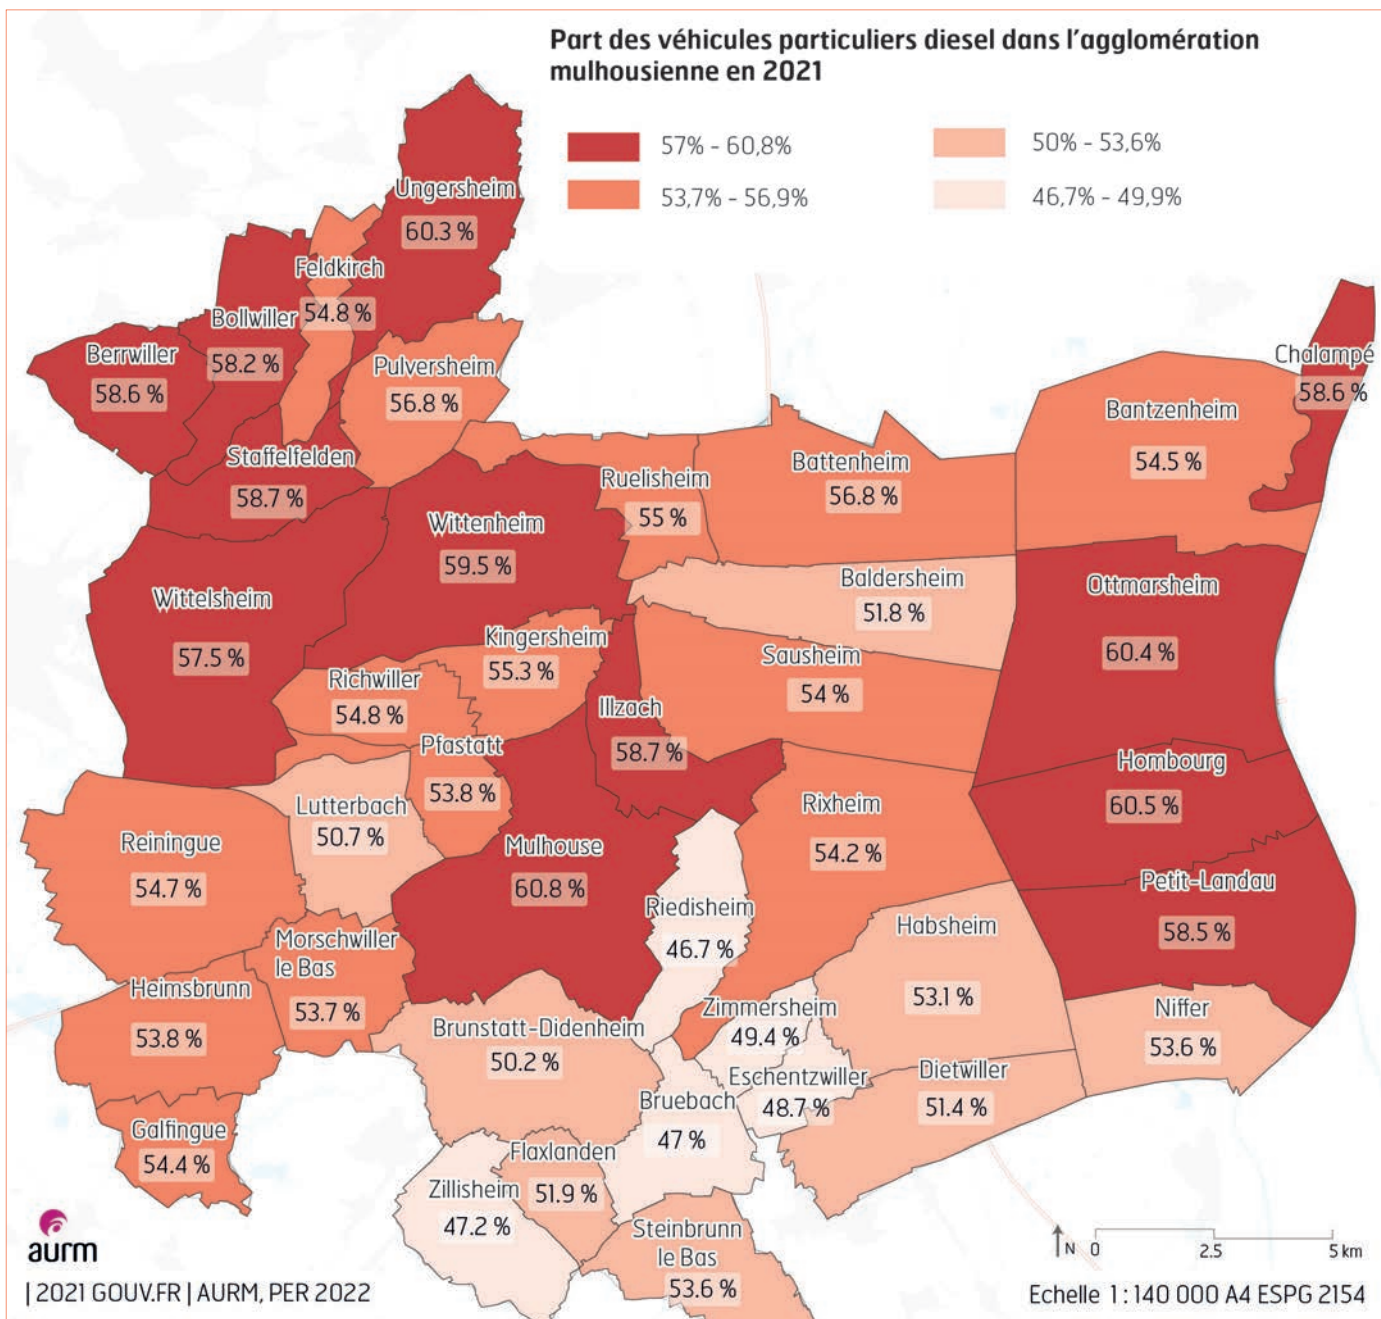 Part des véhicules particuliers diesel dans l'agglomération
mulhousienne en 2021
57% - 60,8%
50% - 53,6%
53,7% - 56,9%
46,7% - 49,9%
Ungersheim
60.3 %
Feldkirch
54.8 %
Bollwiller
58.2 %
Berrwiller
58.6 %
Pulversheim
56.8 %
Chalampé
58.6 %
Bantzenheim
54.5 %
Staffelfelden
58.7 %
Ruelisheim
55 %
Battenheim
56.8 %
Wittenheim
59.5 %
Baldersheim
51.8 %
Ottmarsheim
60.4 %
Wittelsheim
57.5 %
Kingersheim
55.3 %
Sausheim
54 %
Richwiller
54.8 %
Illzach
58.7 %
Pfastatt
53.8 %
Hombourg
60.5 %
Lutterbach
50.7 %
Rixheim
54.2 %
Reiningue
54.7 %
Mulhouse
60.8 %
Petit-Landau
58.5 %
Riedisheim
46.7 %
Habsheim
53.1 %
Morschwiller
le Bas
53.7 %
Heimsbrunn
53.8 %
Zimmersheim
49.4 %
Niffer
53.6 %
Brunstatt-Didenheim
50.2 %
Eschentzwiller
48.7 %
Dietwiller
51.4 %
Bruebach
47 %
Galfingue
54.4 %
Flaxlanden
51.9 %
Zillisheim
47.2 %
Steinbrunn
le Bas
53.6 %
aurm
N 0 2.5 5 km
| 2021 GOUV.FR | AURM, PER 2022
Echelle 1 : 140 000 A4 ESPG 2154